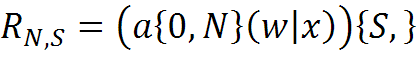 R_{N,S} = (a{0, N}(w|x)){S, }